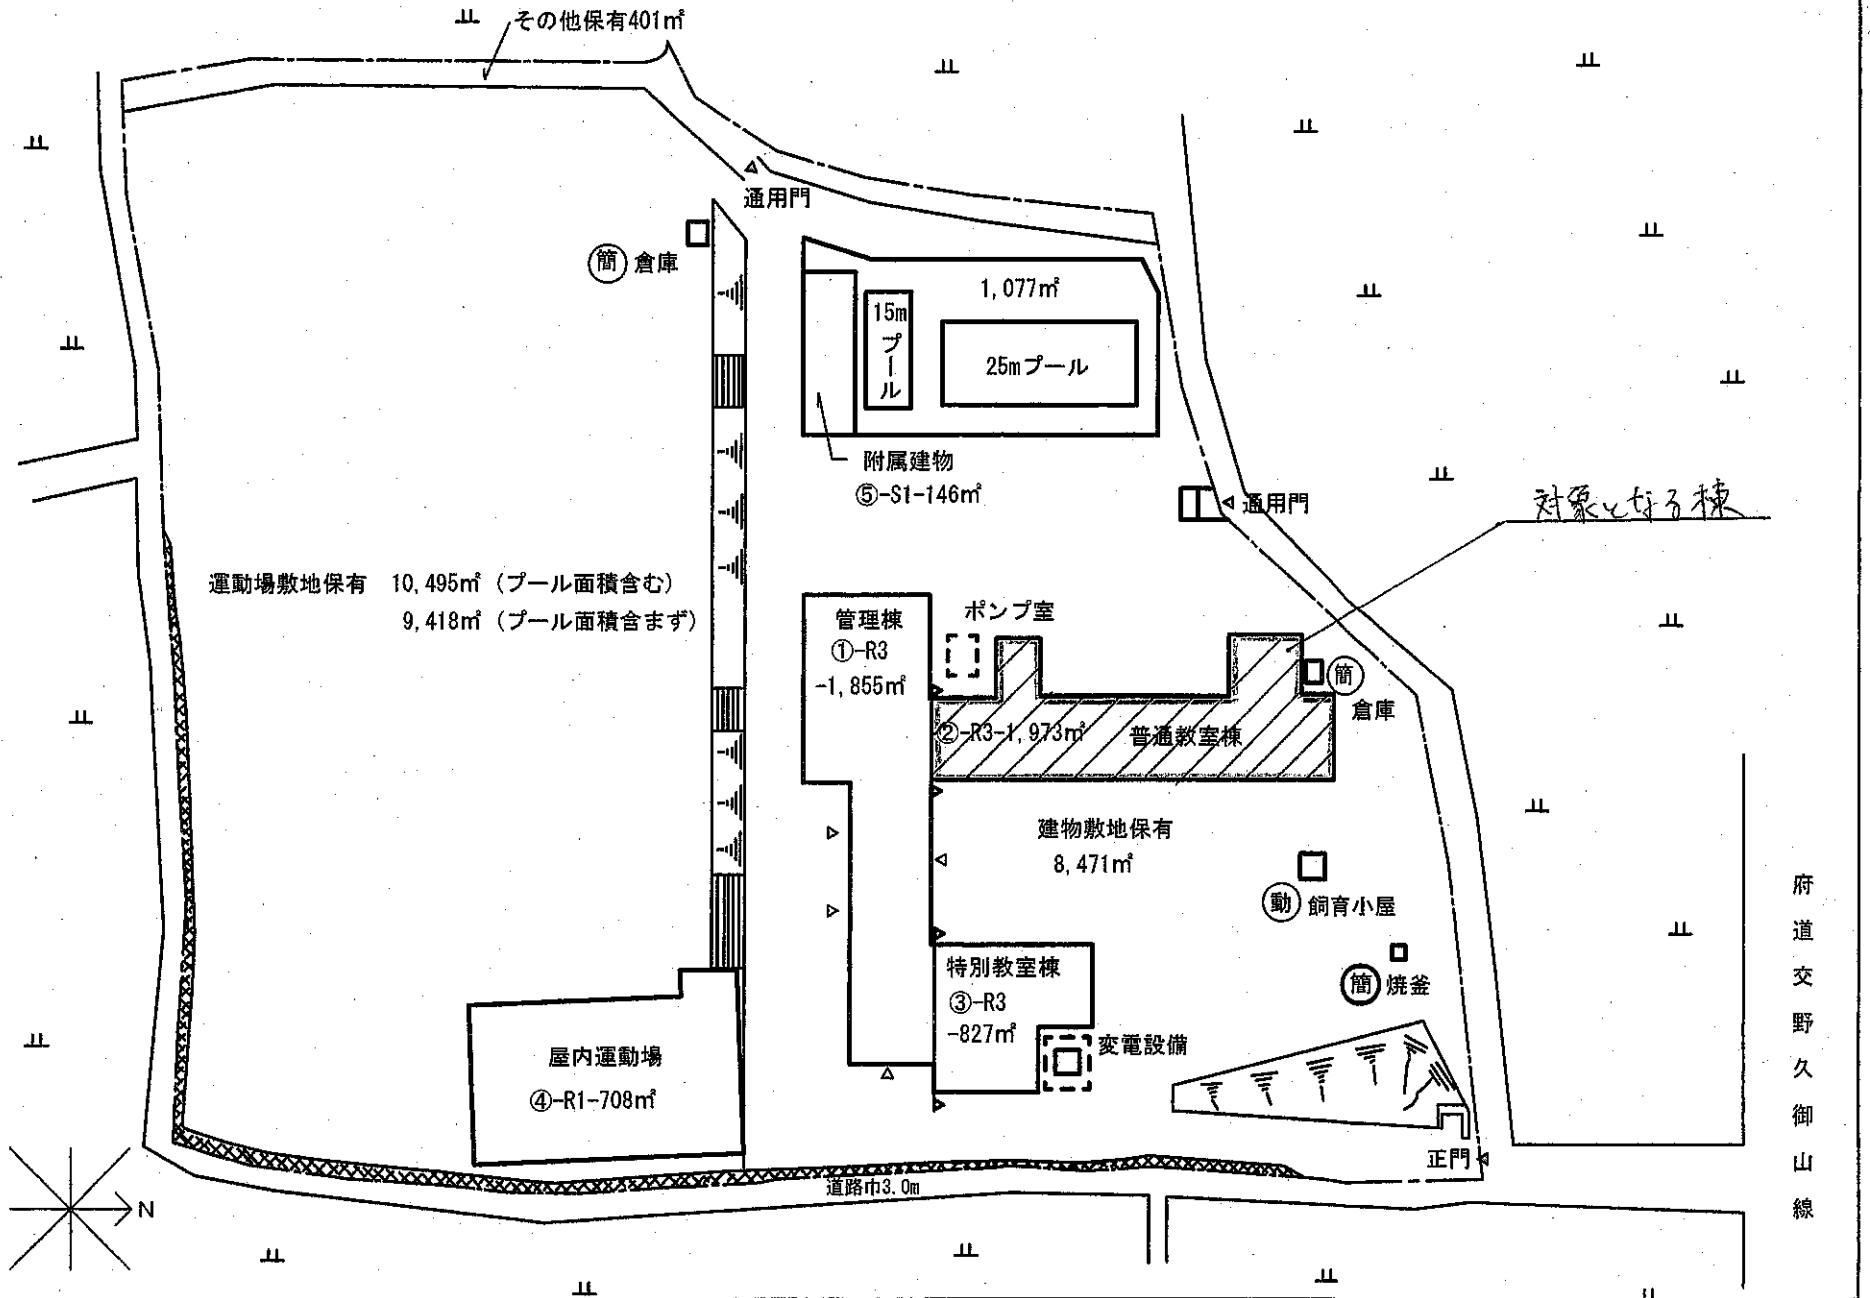 その他保有401㎡
通用門
簡 倉庫
1,077㎡
15m
プール
25mプール
附属建物
⑤-S1-146㎡
通用門
対象となる棟
運動場敷地保有 10,495㎡(プール面積含む)
9,418㎡(プール面積含まず)
管理棟
①-R3
-1,855㎡
ポンプ室
簡
倉庫
②-R3-1,973㎡ 普通教室棟
建物敷地保有
8,471㎡
動 飼育小屋
簡 焼釜
特別教室棟
③-R3
-827㎡
変電設備
屋内運動場
④-R1-708㎡
正門
道路巾3.0m
N
府道交野久御山線